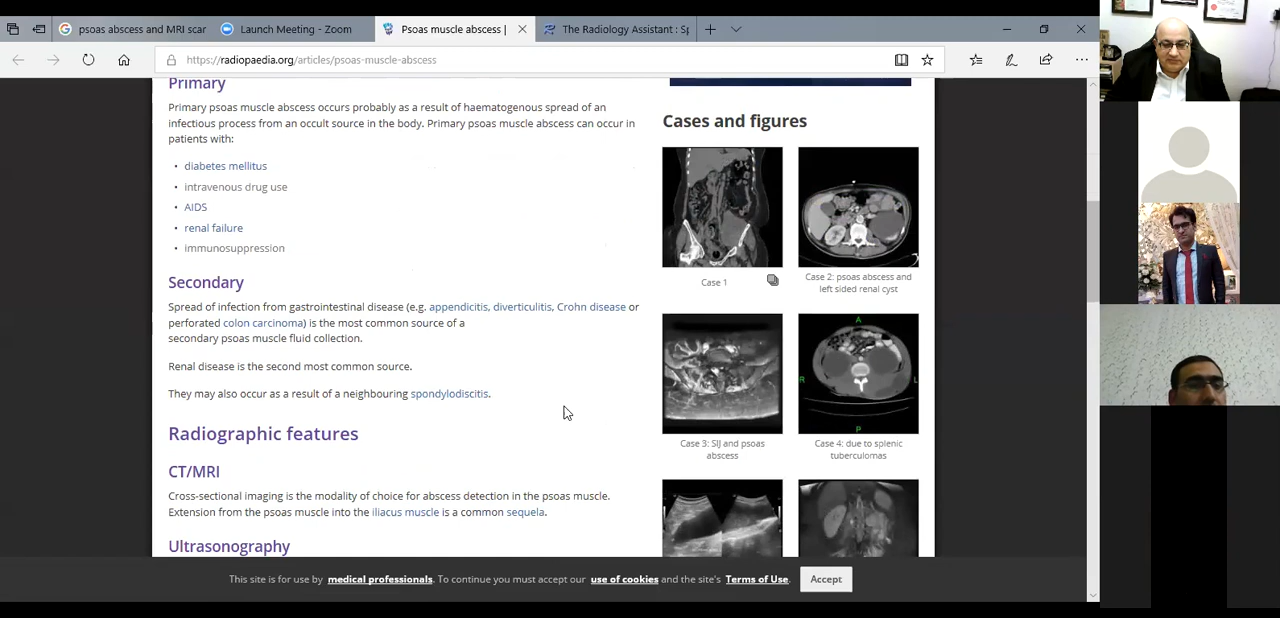 psoas abscess and MRI scar
Launch Meeting - Zoom
Psoas muscle abscess |
The Radiology Assistant : Sp
https://radiopaedia.org/articles/psoas-muscle-abscess
Primary
Primary psoas muscle abscess occurs probably as a result of haematogenous spread of an
infectious process from an occult source in the body. Primary psoas muscle abscess can occur in
patients with:
• diabetes mellitus
• intravenous drug use
• AIDS
• renal failure
• immunosuppression
Secondary
Spread of infection from gastrointestinal disease (e.g. appendicitis, diverticulitis, Crohn disease or
perforated colon carcinoma) is the most common source of a
secondary psoas muscle fluid collection.
Renal disease is the second most common source.
They may also occur as a result of a neighbouring spondylodiscitis.
Radiographic features
CT/MRI
Cross-sectional imaging is the modality of choice for abscess detection in the psoas muscle.
Extension from the psoas muscle into the iliacus muscle is a common sequela.
Ultrasonography
Cases and figures
Case 1
Case 2: psoas abscess and
left sided renal cyst
A
R
L
P
Case 3: SIJ and psoas
abscess
Case 4: due to splenic
tuberculomas
This site is for use by medical professionals. To continue you must accept our use of cookies and the site's Terms of Use.
Accept